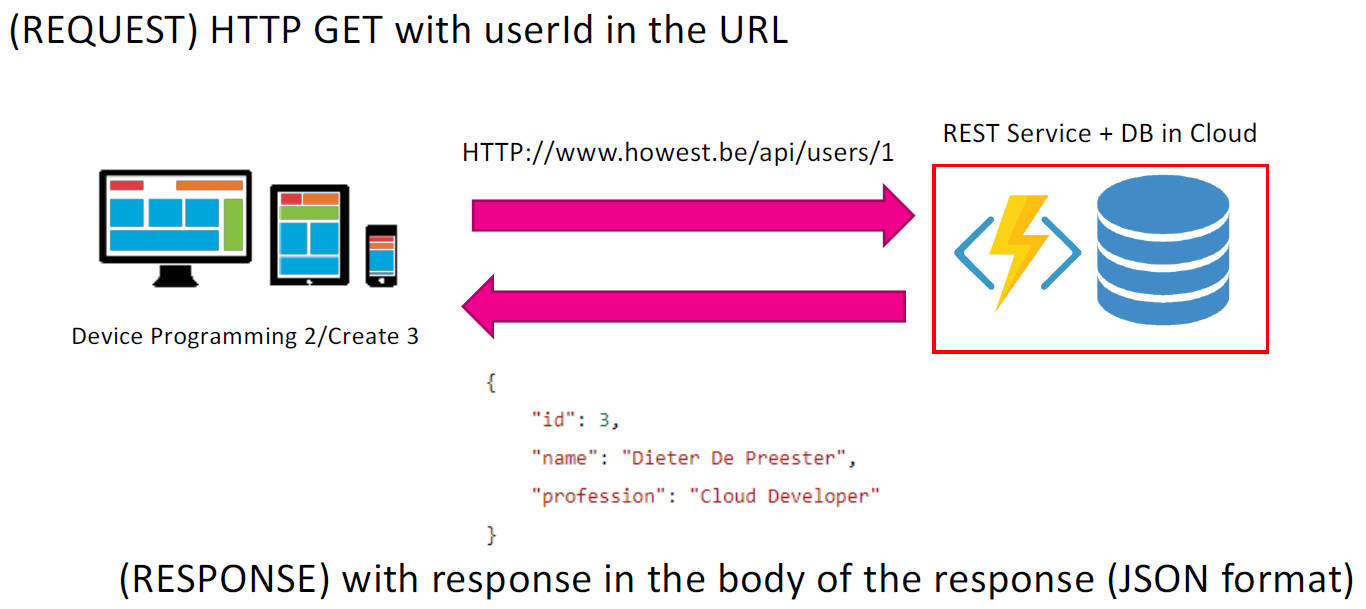 (REQUEST) HTTP GET with userId in the URL
REST Service + DB in Cloud
HTTP://www.howest.be/api/users/1
Device Programming 2/Create 3
{
"id": 3,
"name": "Dieter De Preester",
"profession": "Cloud Developer"
}
(RESPONSE) with response in the body of the response (JSON format)